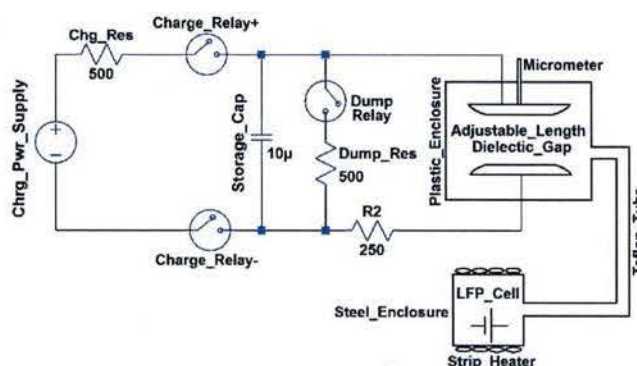 Charge_Relay+
Chg_Res
500
Chrg_Pwr_Supply
+
−
Storage_Cap
10µ
Dump
Relay
Dump_Res
500
R2
250
Charge_Relay-
Micrometer
Plastic_Enclosure
Adjustable_Length
Dielectic_Gap
Teflon_Tube
Steel_Enclosure
LFP_Cell
Strip_Heater